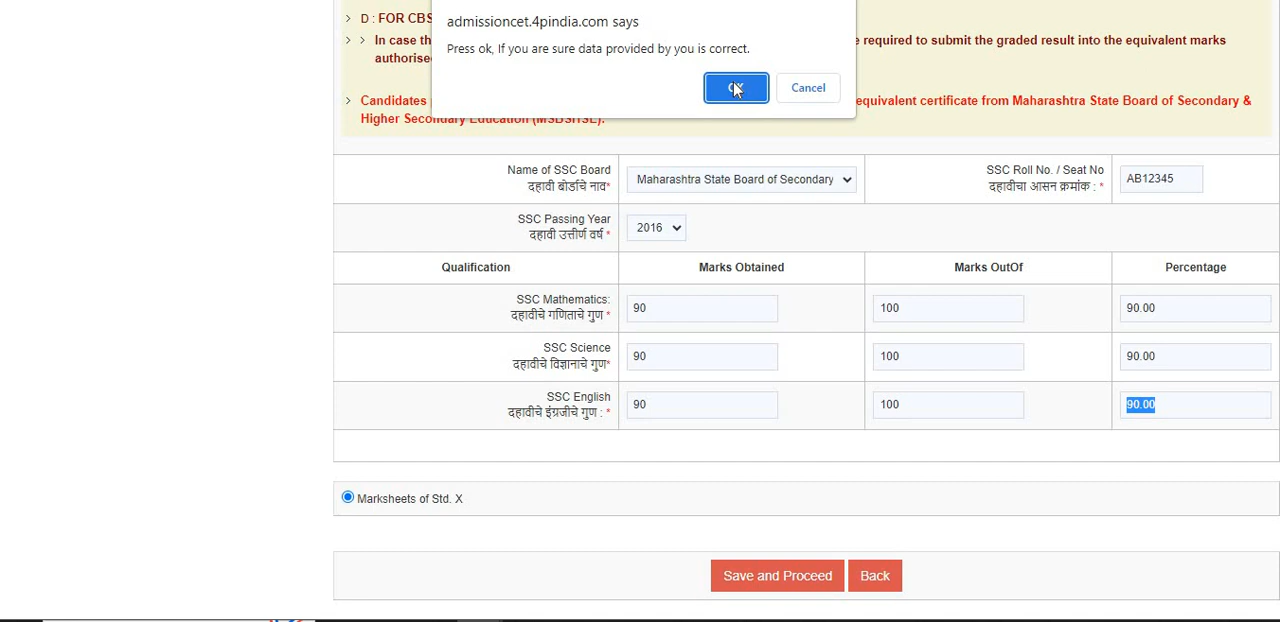 admissioncet.4pindia.com says
Press ok, If you are sure data provided by you is correct.
Cancel
> D : FOR CBS
> > In case th
e required to submit the graded result into the equivalent marks
authorise
> Candidates
equivalent certificate from Maharashtra State Board of Secondary &
Higher Secondary Education (MSBSHSE).
Name of SSC Board
दहावी बोर्डाचे नाव*
Maharashtra State Board of Secondary
SSC Roll No. / Seat No
दहावीचा आसन क्रमांक : *
AB12345
SSC Passing Year
दहावी उत्तीर्ण वर्ष *
2016
Qualification Marks Obtained Marks OutOf Percentage
SSC Mathematics:
दहावीचे गणिताचे गुण *
90 100 90.00
SSC Science
दहावीचे विज्ञानाचे गुण*
90 100 90.00
SSC English
दहावीचे इंग्रजीचे गुण : *
90 100 90.00
Marksheets of Std. X
Save and Proceed Back